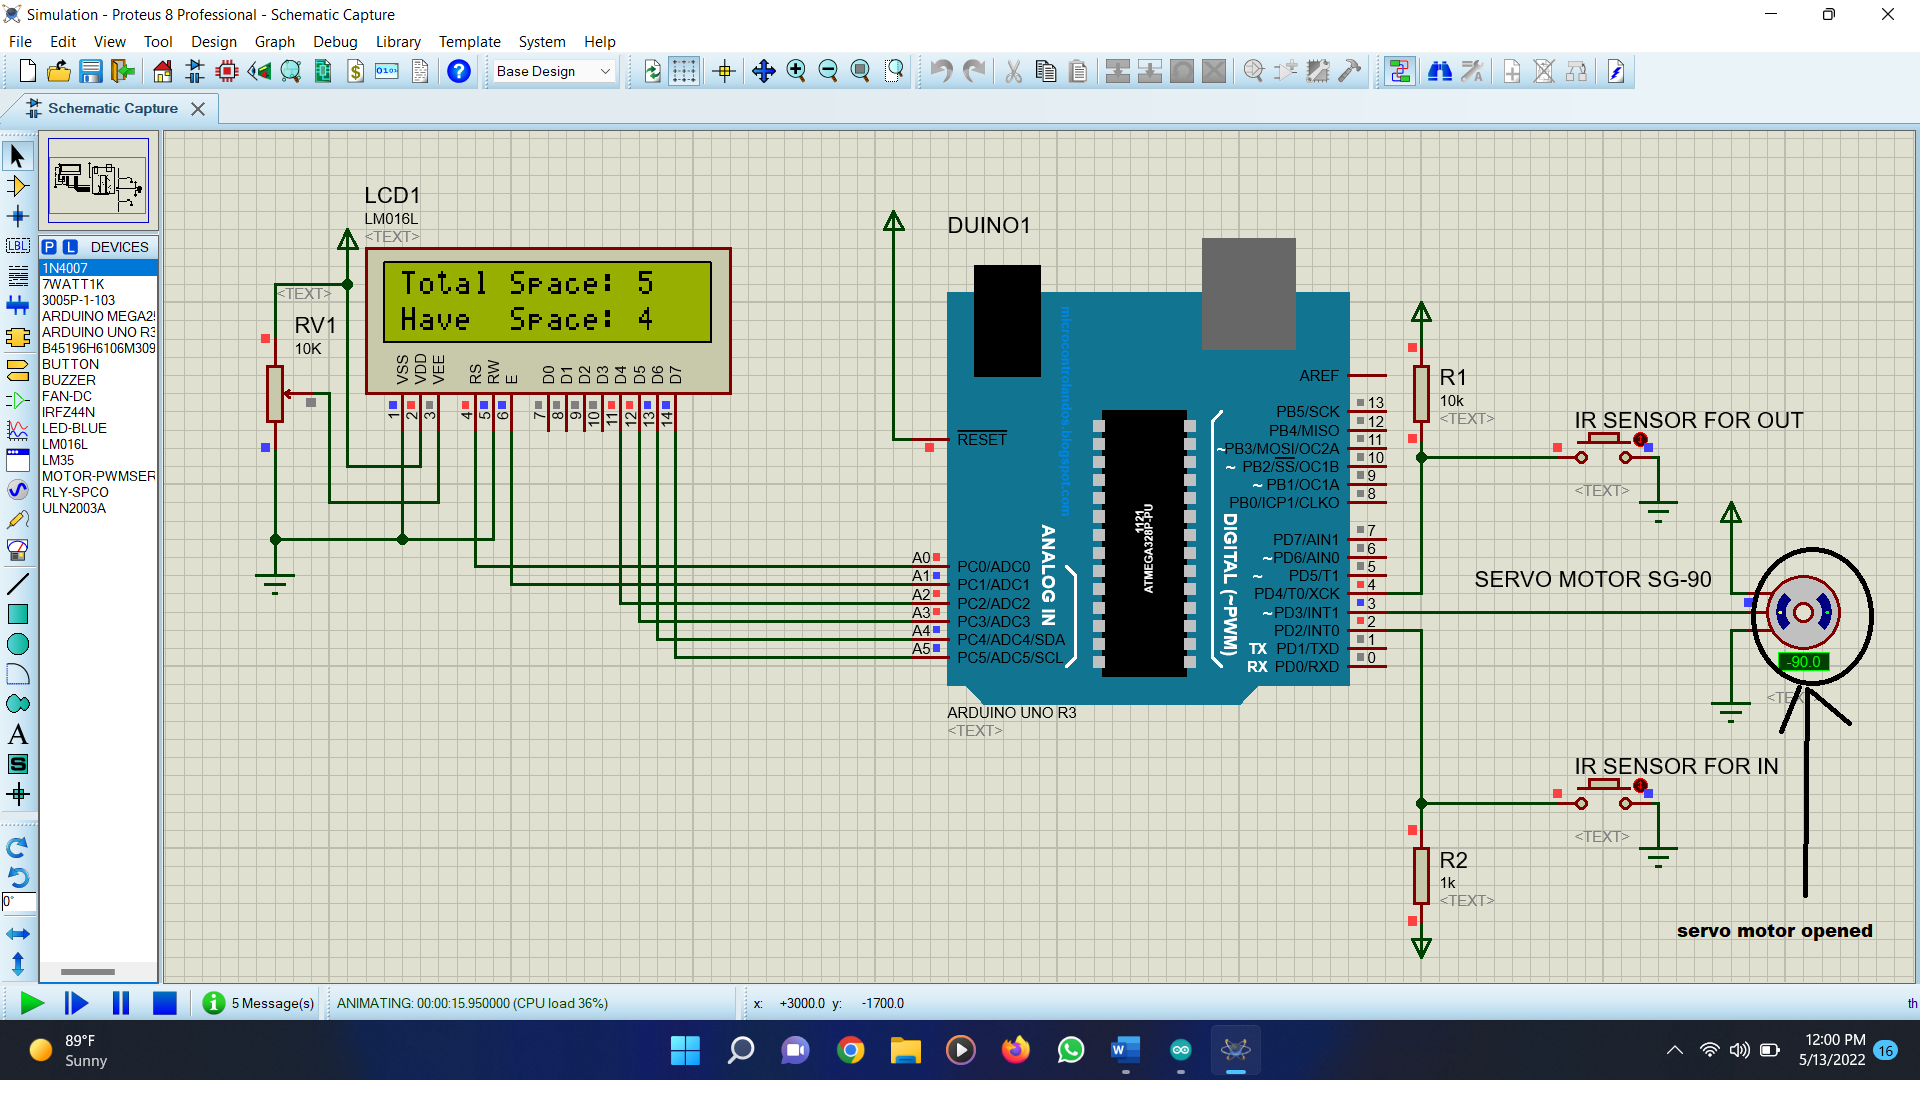 Simulation - Proteus 8 Professional - Schematic Capture
File Edit View Tool Design Graph Debug Library Template System Help
Base Design
Schematic Capture
P L DEVICES
1N4007
7WATT1K
3005P-1-103
ARDUINO MEGA2
ARDUINO UNO R3
B45196H6106M309
BUTTON
BUZZER
FAN-DC
IRFZ44N
LED-BLUE
LM016L
LM35
MOTOR-PWMSER
RLY-SPCO
ULN2003A
0°
LCD1
LM016L
<TEXT>
Total Space: 5
Have Space: 4
VSS VDD VEE RS RW E D0 D1 D2 D3 D4 D5 D6 D7
1 2 3 4 5 6 7 8 9 10 11 12 13 14
<TEXT>
RV1
10K
DUINO1
microcontrolandos.blogspot.com
RESET
AREF
PB5/SCK 13
PB4/MISO 12
~PB3/MOSI/OC2A 11
~ PB2/SS/OC1B 10
~ PB1/OC1A 9
PB0/ICP1/CLKO 8
PD7/AIN1 7
~PD6/AIN0 6
~ PD5/T1 5
PD4/T0/XCK 4
~PD3/INT1 3
PD2/INT0 2
TX PD1/TXD 1
RX PD0/RXD 0
A0 PC0/ADC0
A1 PC1/ADC1
A2 PC2/ADC2
A3 PC3/ADC3
A4 PC4/ADC4/SDA
A5 PC5/ADC5/SCL
ANALOG IN
1121
ATMEGA328P-PU
DIGITAL (~PWM)
ARDUINO UNO R3
<TEXT>
R1
10k
<TEXT>
IR SENSOR FOR OUT
<TEXT>
SERVO MOTOR SG-90
-90.0
IR SENSOR FOR IN
<TEXT>
R2
1k
<TEXT>
servo motor opened
5 Message(s) ANIMATING: 00:00:15.950000 (CPU load 36%) x: +3000.0 y: -1700.0 th
89°F
Sunny
12:00 PM
5/13/2022
16